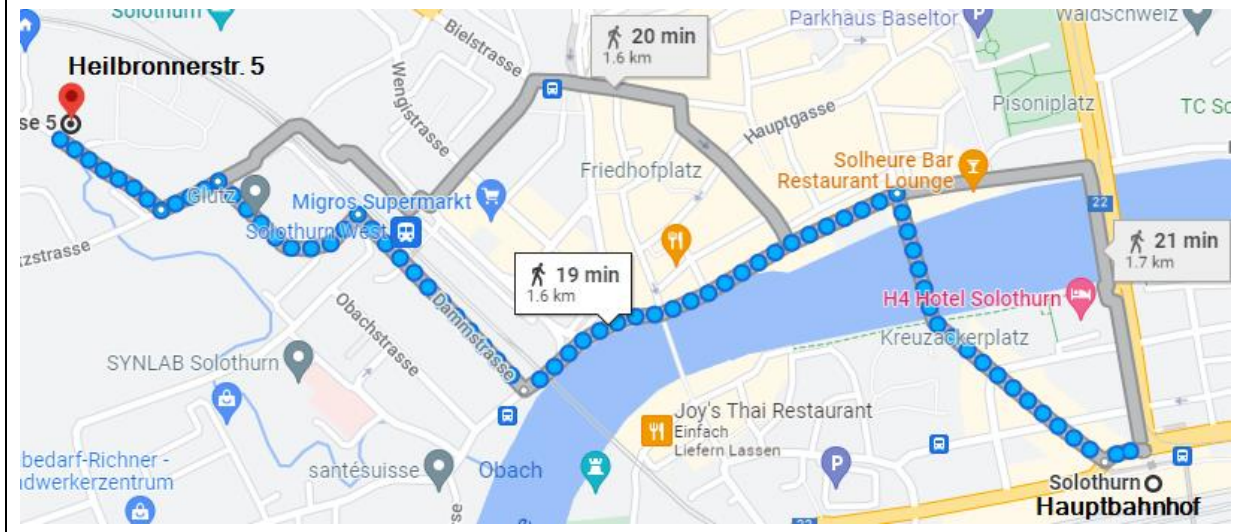 Solothurn
Parkhaus Baseltor
WaldSchweiz
20 min
1.6 km
Bielstrasse
Heilbronnerstr. 5
Wengistrasse
Pisoniplatz
TC So
se 5
Hauptgasse
Solheure Bar
Restaurant Lounge
Friedhofplatz
Glutz
Migros Supermarkt
22
Solothurn West
21 min
1.7 km
zstrasse
19 min
1.6 km
H4 Hotel Solothurn
Dammstrasse
Obachstrasse
Kreuzackerplatz
SYNLAB Solothurn
Joy's Thai Restaurant
Einfach
Liefern Lassen
bedarf-Richner -
ndwerkerzentrum
santésuisse
Obach
P
Solothurn
Hauptbahnhof